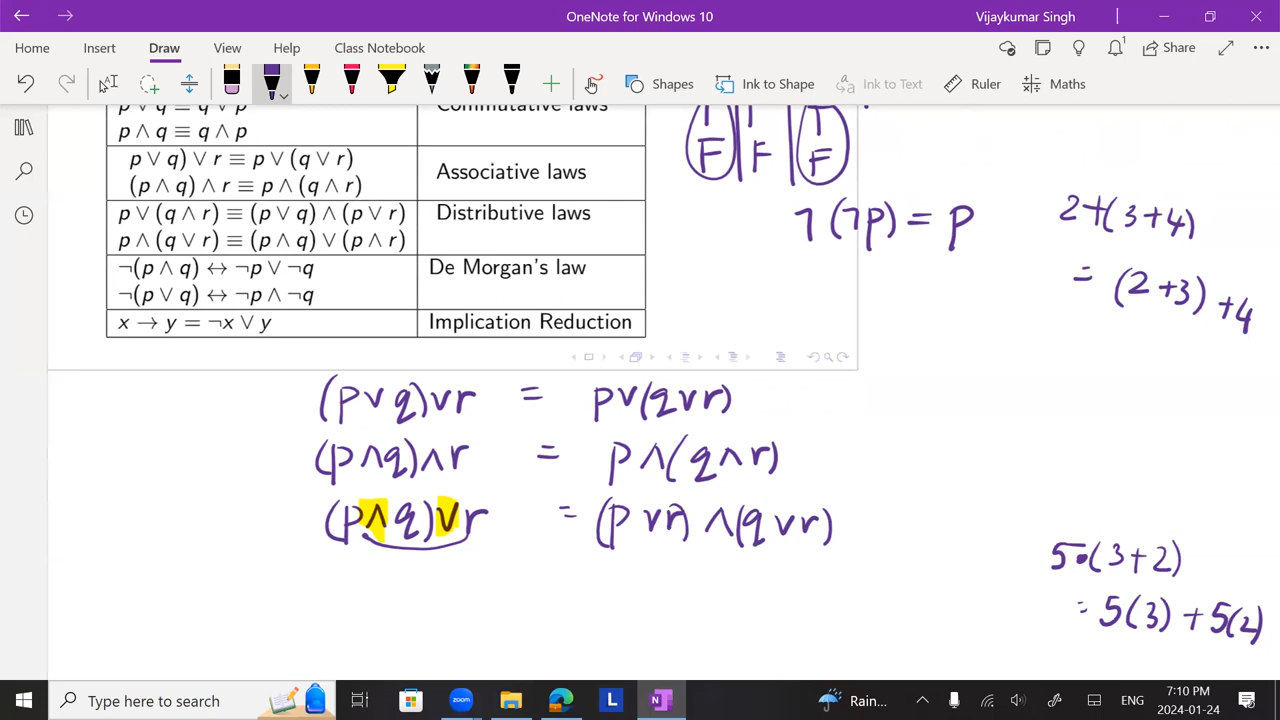 OneNote for Windows 10
Vijaykumar Singh
Home Insert Draw View Help Class Notebook Share
Shapes Ink to Shape Ink to Text Ruler Maths
p ∨ q ≡ q ∨ p Commutative laws
p ∧ q ≡ q ∧ p
p ∨ q) ∨ r ≡ p ∨ (q ∨ r) Associative laws
(p ∧ q) ∧ r ≡ p ∧ (q ∧ r)
p ∨ (q ∧ r) ≡ (p ∨ q) ∧ (p ∨ r) Distributive laws
p ∧ (q ∨ r) ≡ (p ∧ q) ∨ (p ∧ r)
¬(p ∧ q) ↔ ¬p ∨ ¬q De Morgan's law
¬(p ∨ q) ↔ ¬p ∧ ¬q
x → y = ¬x ∨ y Implication Reduction
F F F
¬(¬p) = p
2+(3+4)
= (2+3)+4
(p∨q)∨r = p∨(q∨r)
(p∧q)∧r = p∧(q∧r)
(p∧q)∨r = (p∨r)∧(q∨r)
5•(3+2)
= 5(3)+5(2)
Type here to search
Rain...
ENG
7:10 PM
2024-01-24